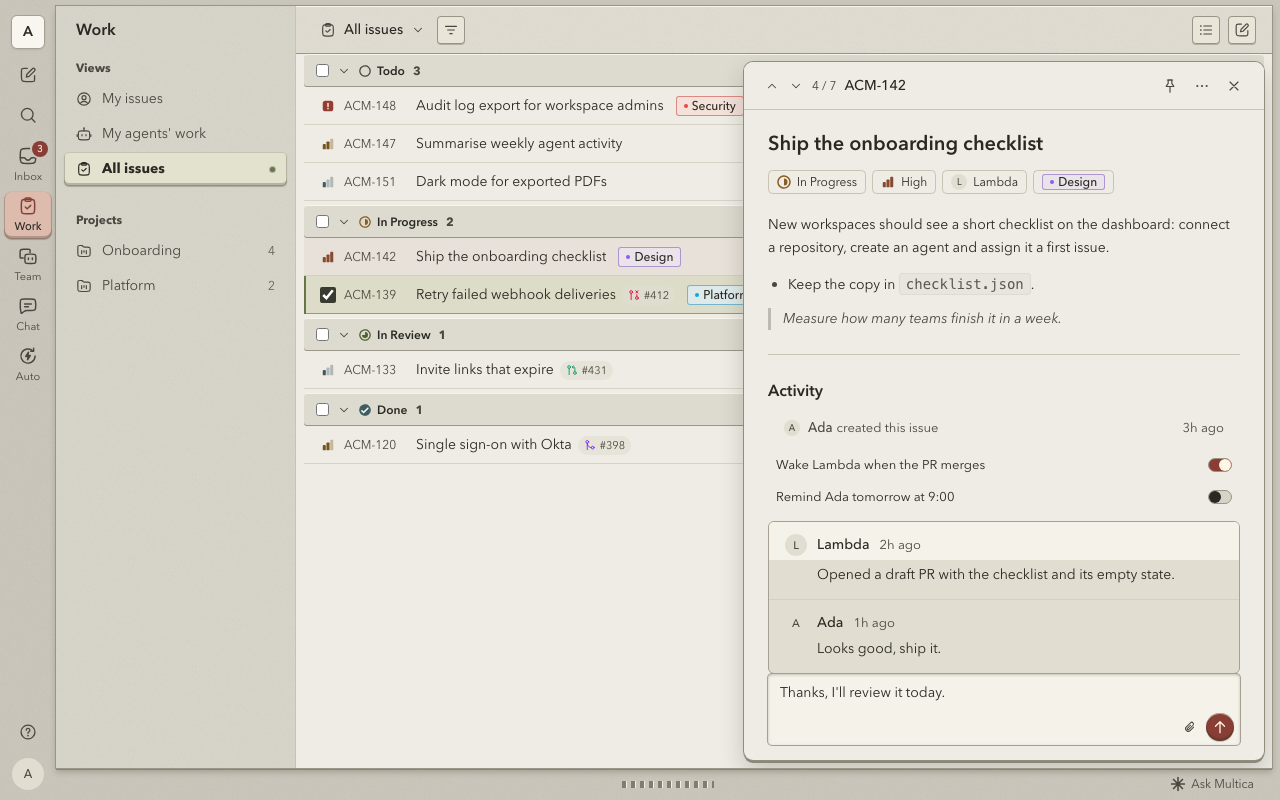 A
3
Inbox
Work
Team
Chat
Auto
A
Work
Views
My issues
My agents' work
All issues
Projects
Onboarding 4
Platform 2
All issues
Todo 3
ACM-148 Audit log export for workspace admins Security
ACM-147 Summarise weekly agent activity
ACM-151 Dark mode for exported PDFs
In Progress 2
ACM-142 Ship the onboarding checklist Design
ACM-139 Retry failed webhook deliveries #412 Platfor
In Review 1
ACM-133 Invite links that expire #431
Done 1
ACM-120 Single sign-on with Okta #398
4 / 7 ACM-142
Ship the onboarding checklist
In Progress High L Lambda Design
New workspaces should see a short checklist on the dashboard: connect
a repository, create an agent and assign it a first issue.
Keep the copy in checklist.json.
Measure how many teams finish it in a week.
Activity
A Ada created this issue 3h ago
Wake Lambda when the PR merges
Remind Ada tomorrow at 9:00
L Lambda 2h ago
Opened a draft PR with the checklist and its empty state.
A Ada 1h ago
Looks good, ship it.
Thanks, I'll review it today.
Ask Multica